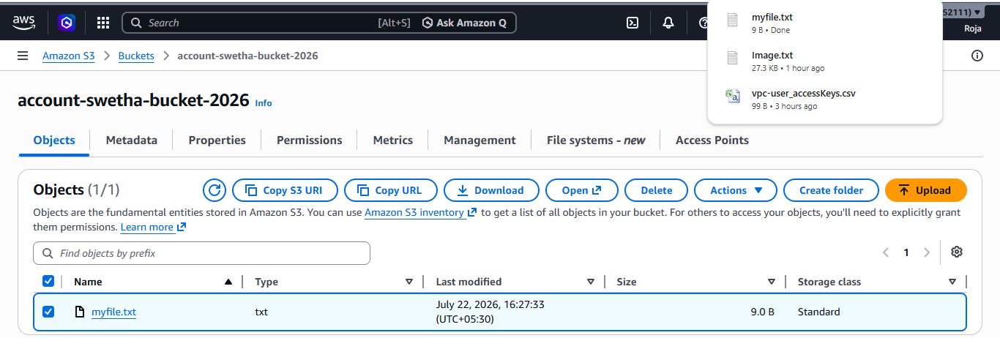 aws
Search [Alt+S] Ask Amazon Q
52111)
Roja
myfile.txt
9 B • Done
Image.txt
27.3 KB • 1 hour ago
vpc-user_accessKeys.csv
99 B • 3 hours ago
Amazon S3 > Buckets > account-swetha-bucket-2026
account-swetha-bucket-2026 Info
Objects Metadata Properties Permissions Metrics Management File systems - new Access Points
Objects (1/1) Copy S3 URI Copy URL Download Open Delete Actions Create folder Upload
Objects are the fundamental entities stored in Amazon S3. You can use Amazon S3 inventory to get a list of all objects in your bucket. For others to access your objects, you'll need to explicitly grant
them permissions. Learn more
Find objects by prefix 1
Name Type Last modified Size Storage class
myfile.txt txt July 22, 2026, 16:27:33 (UTC+05:30) 9.0 B Standard